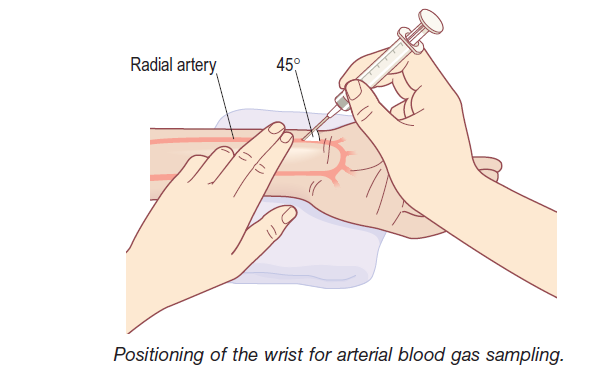 Radial artery
45°
Positioning of the wrist for arterial blood gas sampling.